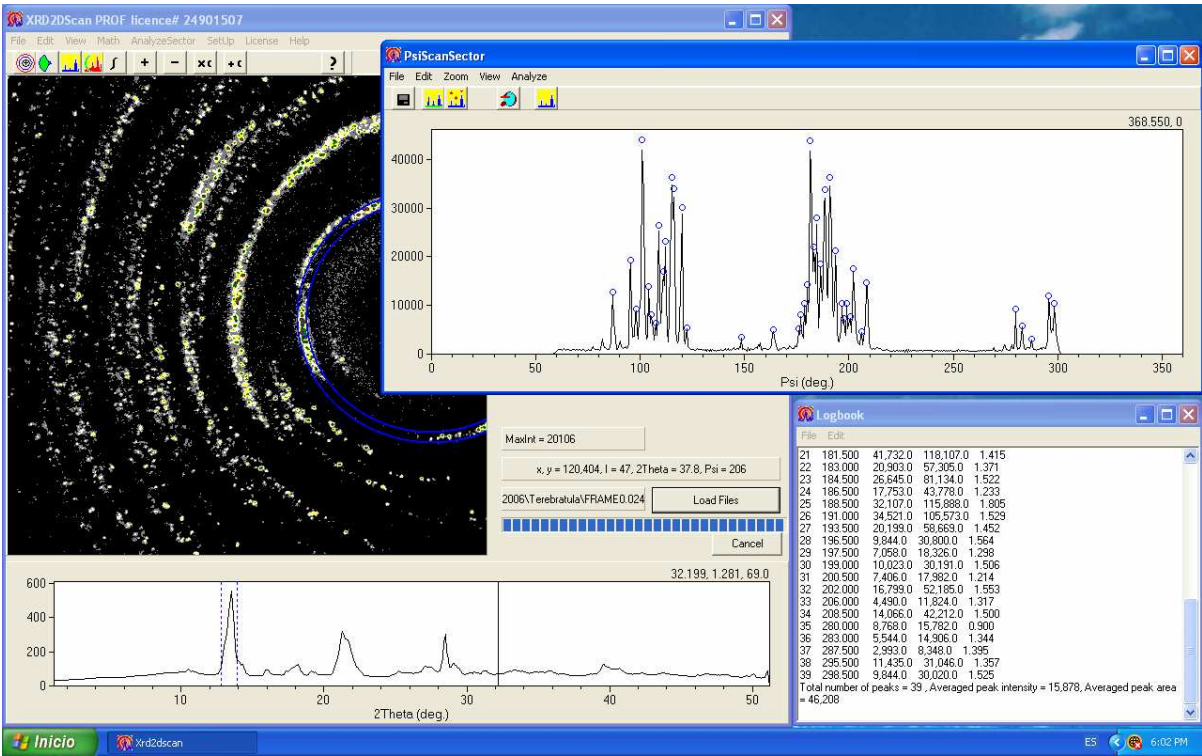 XRD2DScan PROF licence# 24901507
File Edit View Math AnalyzeSector SetUp License Help
+ − ×c +c ?
PsiScanSector
File Edit Zoom View Analyze
368.550, 0
40000
30000
20000
10000
0
0 50 100 150 200 250 300 350
Psi (deg.)
MaxInt = 20106
x, y = 120,404, I = 47, 2Theta = 37.8, Psi = 206
2006\Terebratula\FRAME0.024 Load Files
Cancel
32.199, 1.281, 69.0
600
400
200
0
10 20 30 40 50
2Theta (deg.)
Logbook
File Edit
21 181.500 41,732.0 118,107.0 1.415
22 183.000 20,903.0 57,305.0 1.371
23 184.500 26,645.0 81,134.0 1.522
24 186.500 17,753.0 43,778.0 1.233
25 188.500 32,107.0 115,888.0 1.805
26 191.000 34,521.0 105,573.0 1.529
27 193.500 20,199.0 58,669.0 1.452
28 196.500 9,844.0 30,800.0 1.564
29 197.500 7,058.0 18,326.0 1.298
30 199.000 10,023.0 30,191.0 1.506
31 200.500 7,406.0 17,982.0 1.214
32 202.000 16,799.0 52,185.0 1.553
33 206.000 4,490.0 11,824.0 1.317
34 208.500 14,066.0 42,212.0 1.500
35 280.000 8,768.0 15,782.0 0.900
36 283.000 5,544.0 14,906.0 1.344
37 287.500 2,993.0 8,348.0 1.395
38 295.500 11,435.0 31,046.0 1.357
39 298.500 9,844.0 30,020.0 1.525
Total number of peaks = 39 , Averaged peak intensity = 15,878, Averaged peak area
= 46,208
Inicio Xrd2dscan ES 6:02 PM